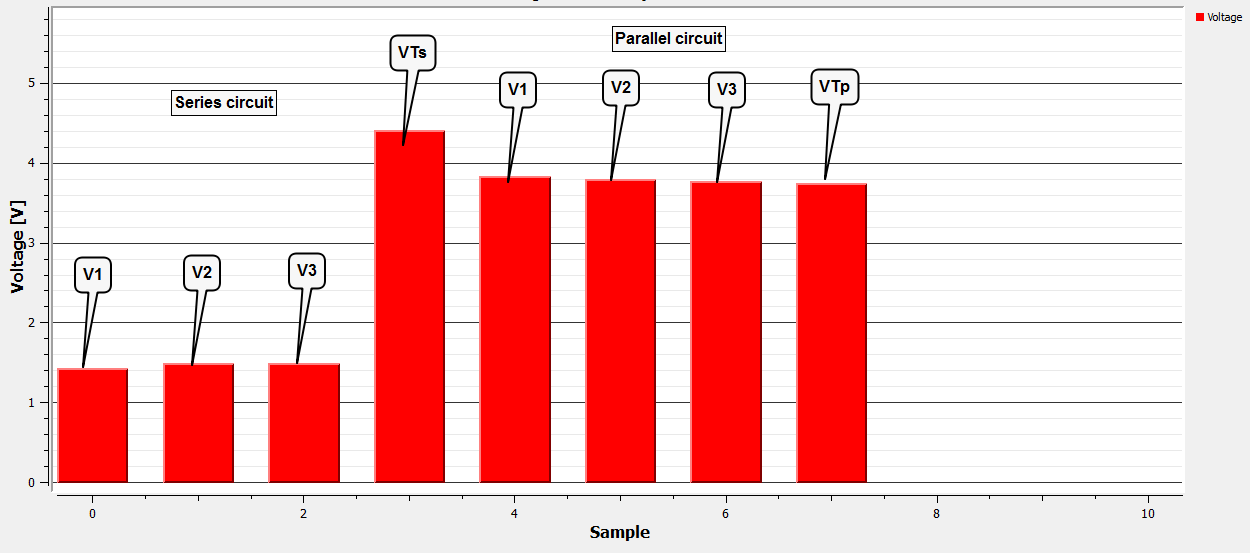 Voltage
Parallel circuit
VTs
V1
V2
V3
VTp
Series circuit
V1
V2
V3
Voltage [V]
5
4
3
2
1
0
0
2
4
6
8
10
Sample